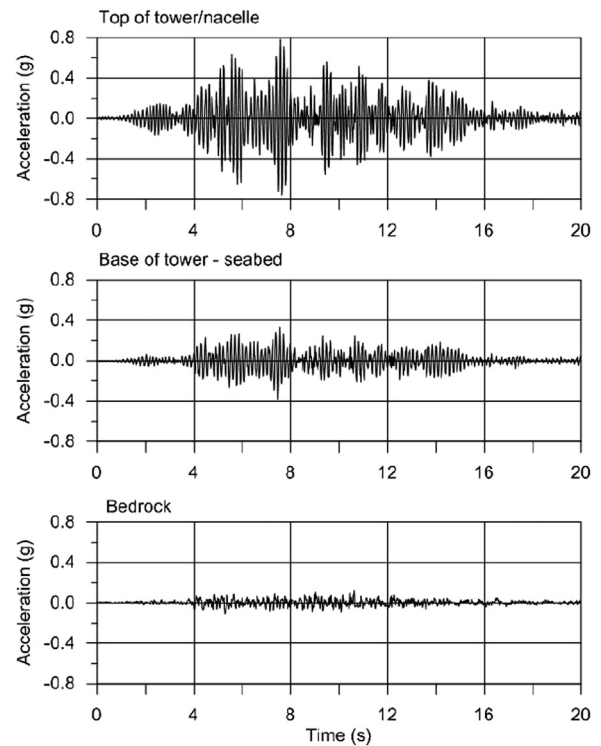 Top of tower/nacelle
0.8
0.4
0.0
-0.4
-0.8
Acceleration (g)
0 4 8 12 16 20
Base of tower - seabed
0.8
0.4
0.0
-0.4
-0.8
Acceleration (g)
0 4 8 12 16 20
Bedrock
0.8
0.4
0.0
-0.4
-0.8
Acceleration (g)
0 4 8 12 16 20
Time (s)